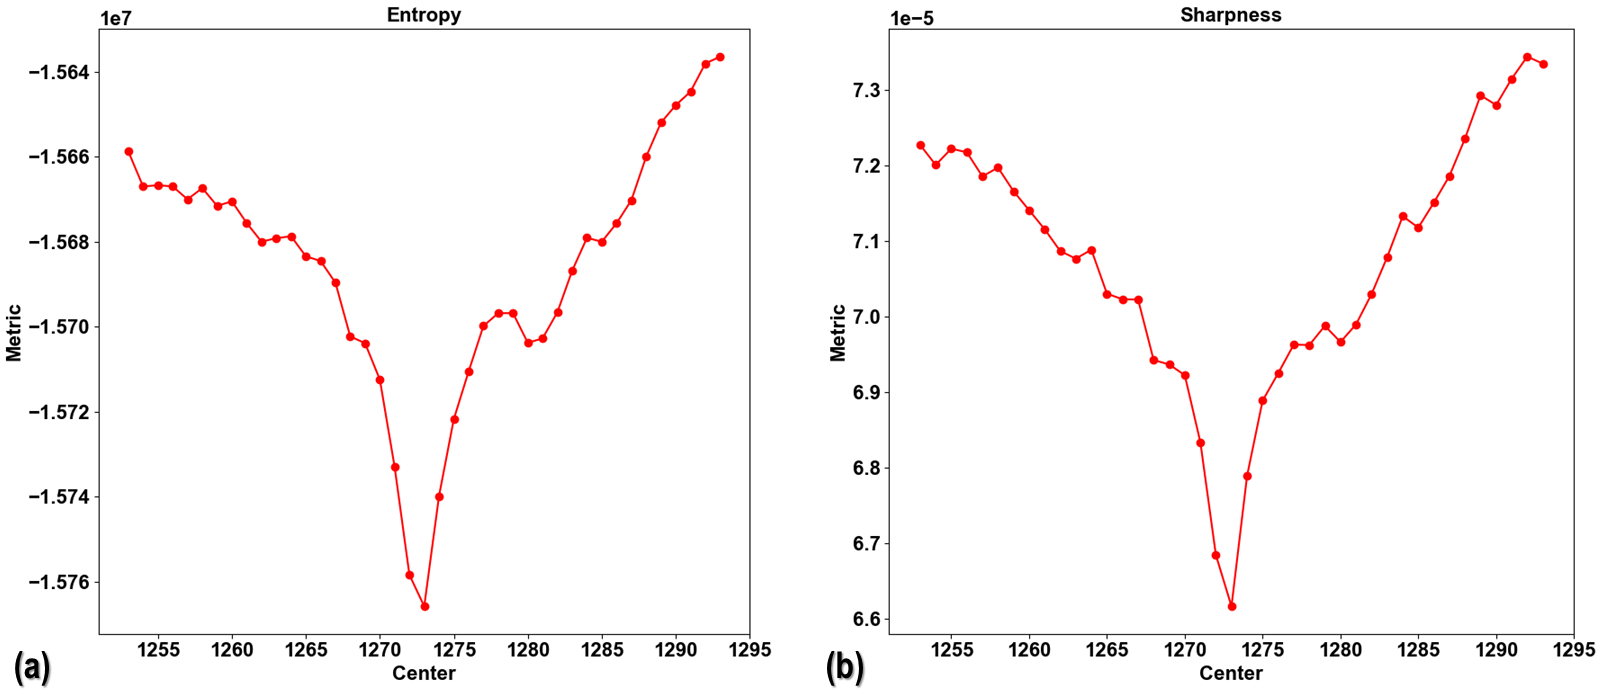 Entropy
1e7
−1.564
−1.566
−1.568
−1.570
−1.572
−1.574
−1.576
Metric
1255 1260 1265 1270 1275 1280 1285 1290 1295
Center
(a)
Sharpness
1e−5
7.3
7.2
7.1
7.0
6.9
6.8
6.7
6.6
Metric
1255 1260 1265 1270 1275 1280 1285 1290 1295
Center
(b)